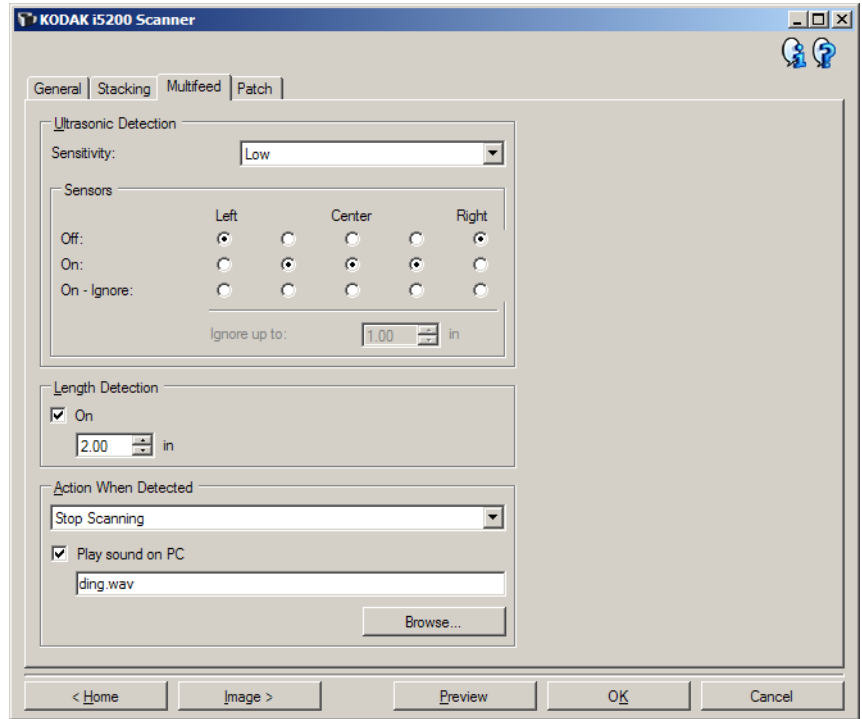 KODAK i5200 Scanner
General Stacking Multifeed Patch
Ultrasonic Detection
Sensitivity: Low
Sensors
Left Center Right
Off:
On:
On - Ignore:
Ignore up to: 1.00 in
Length Detection
On
2.00 in
Action When Detected
Stop Scanning
Play sound on PC
ding.wav
Browse...
< Home Image > Preview OK Cancel